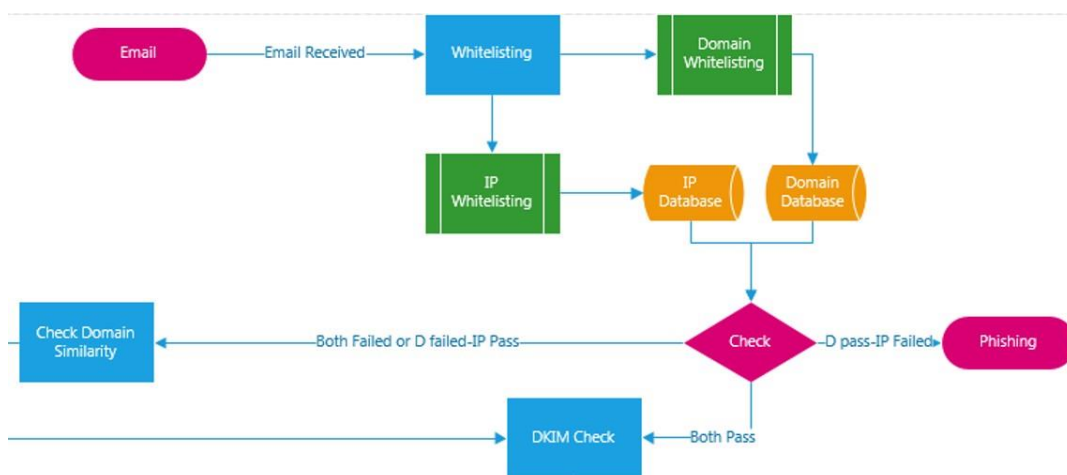 Email
Email Received
Whitelisting
Domain
Whitelisting
IP
Whitelisting
IP
Database
Domain
Database
Check Domain
Similarity
Both Failed or D failed-IP Pass
Check
D pass-IP Failed
Phishing
DKIM Check
Both Pass